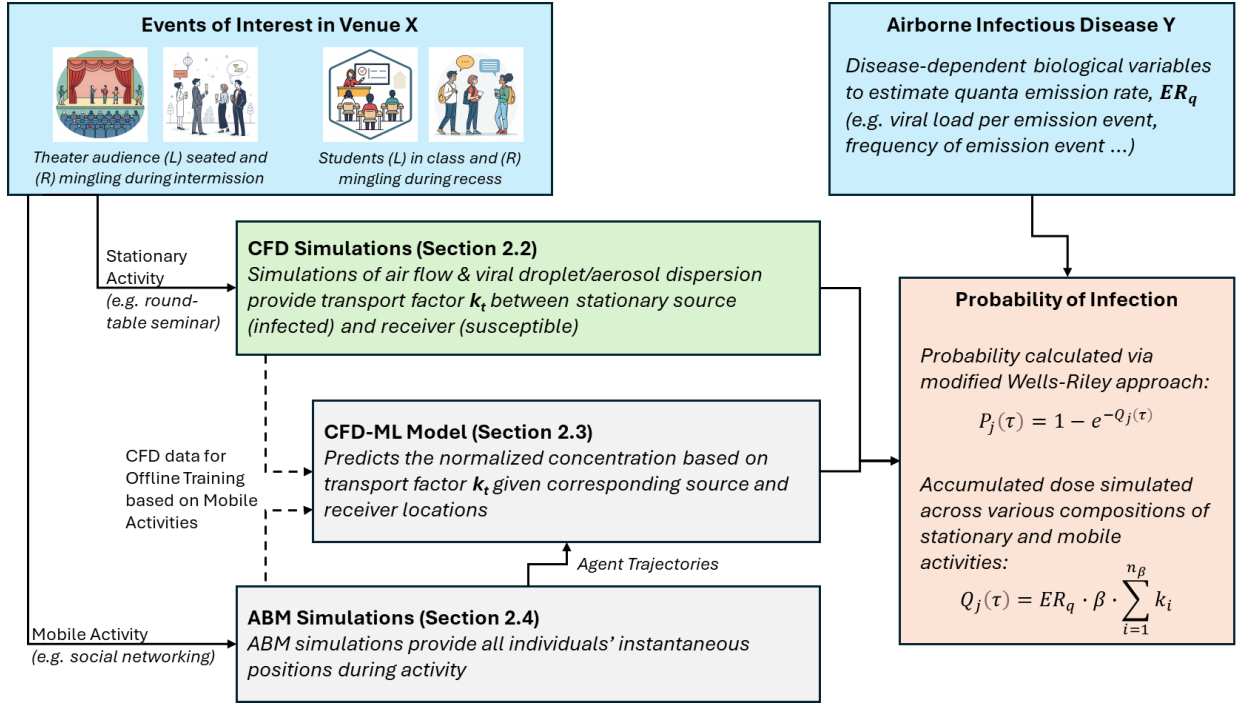 Events of Interest in Venue X
Theater audience (L) seated and
(R) mingling during intermission
Students (L) in class and (R)
mingling during recess
Airborne Infectious Disease Y
Disease-dependent biological variables
to estimate quanta emission rate, ER_q
(e.g. viral load per emission event,
frequency of emission event ...)
Stationary
Activity
(e.g. round-
table seminar)
CFD Simulations (Section 2.2)
Simulations of air flow & viral droplet/aerosol dispersion
provide transport factor k_t between stationary source
(infected) and receiver (susceptible)
CFD-ML Model (Section 2.3)
Predicts the normalized concentration based on
transport factor k_t given corresponding source and
receiver locations
CFD data for
Offline Training
based on Mobile
Activities
Agent Trajectories
Mobile Activity
(e.g. social networking)
ABM Simulations (Section 2.4)
ABM simulations provide all individuals’ instantaneous
positions during activity
Probability of Infection
Probability calculated via
modified Wells-Riley approach:
P_j(τ) = 1 − e^{−Q_j(τ)}
Accumulated dose simulated
across various compositions of
stationary and mobile
activities:
Q_j(τ) = ER_q · β · ∑_{i=1}^{n_β} k_i